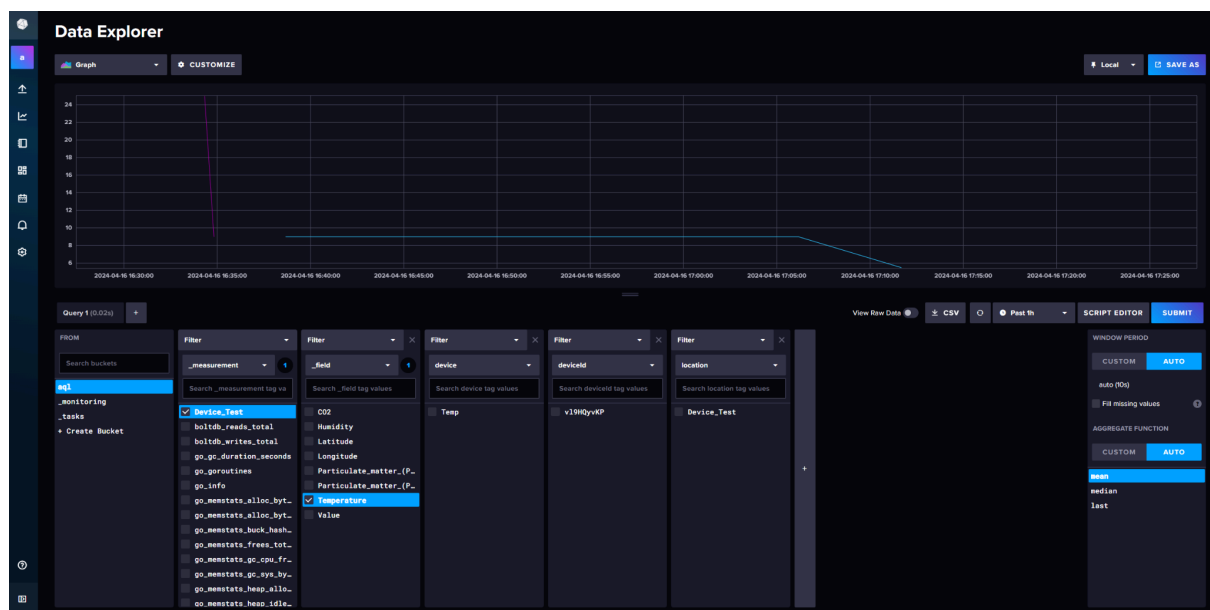 Data Explorer
a
Graph
CUSTOMIZE
Local
SAVE AS
24
22
20
18
16
14
12
10
8
6
2024-04-16 16:30:00 2024-04-16 16:35:00 2024-04-16 16:40:00 2024-04-16 16:45:00 2024-04-16 16:50:00 2024-04-16 16:55:00 2024-04-16 17:00:00 2024-04-16 17:05:00 2024-04-16 17:10:00 2024-04-16 17:15:00 2024-04-16 17:20:00 2024-04-16 17:25:00
Query 1 (0.02s) +
View Raw Data
CSV
Past 1h
SCRIPT EDITOR
SUBMIT
FROM
Search buckets
aql
_monitoring
_tasks
+ Create Bucket
Filter
_measurement 1
Search _measurement tag va
Device_Test
boltdb_reads_total
boltdb_writes_total
go_gc_duration_seconds
go_goroutines
go_info
go_memstats_alloc_byt…
go_memstats_alloc_byt…
go_memstats_buck_hash…
go_memstats_frees_tot…
go_memstats_gc_cpu_fr…
go_memstats_gc_sys_by…
go_memstats_heap_allo…
go_memstats_heap_idle…
Filter
_field 1
Search _field tag values
CO2
Humidity
Latitude
Longitude
Particulate_matter_(P…
Particulate_matter_(P…
Temperature
Value
Filter
device
Search device tag values
Temp
Filter
deviceId
Search deviceId tag values
vl9HQyvKP
Filter
location
Search location tag values
Device_Test
+
WINDOW PERIOD
CUSTOM
AUTO
auto (10s)
Fill missing values
AGGREGATE FUNCTION
CUSTOM
AUTO
mean
median
last